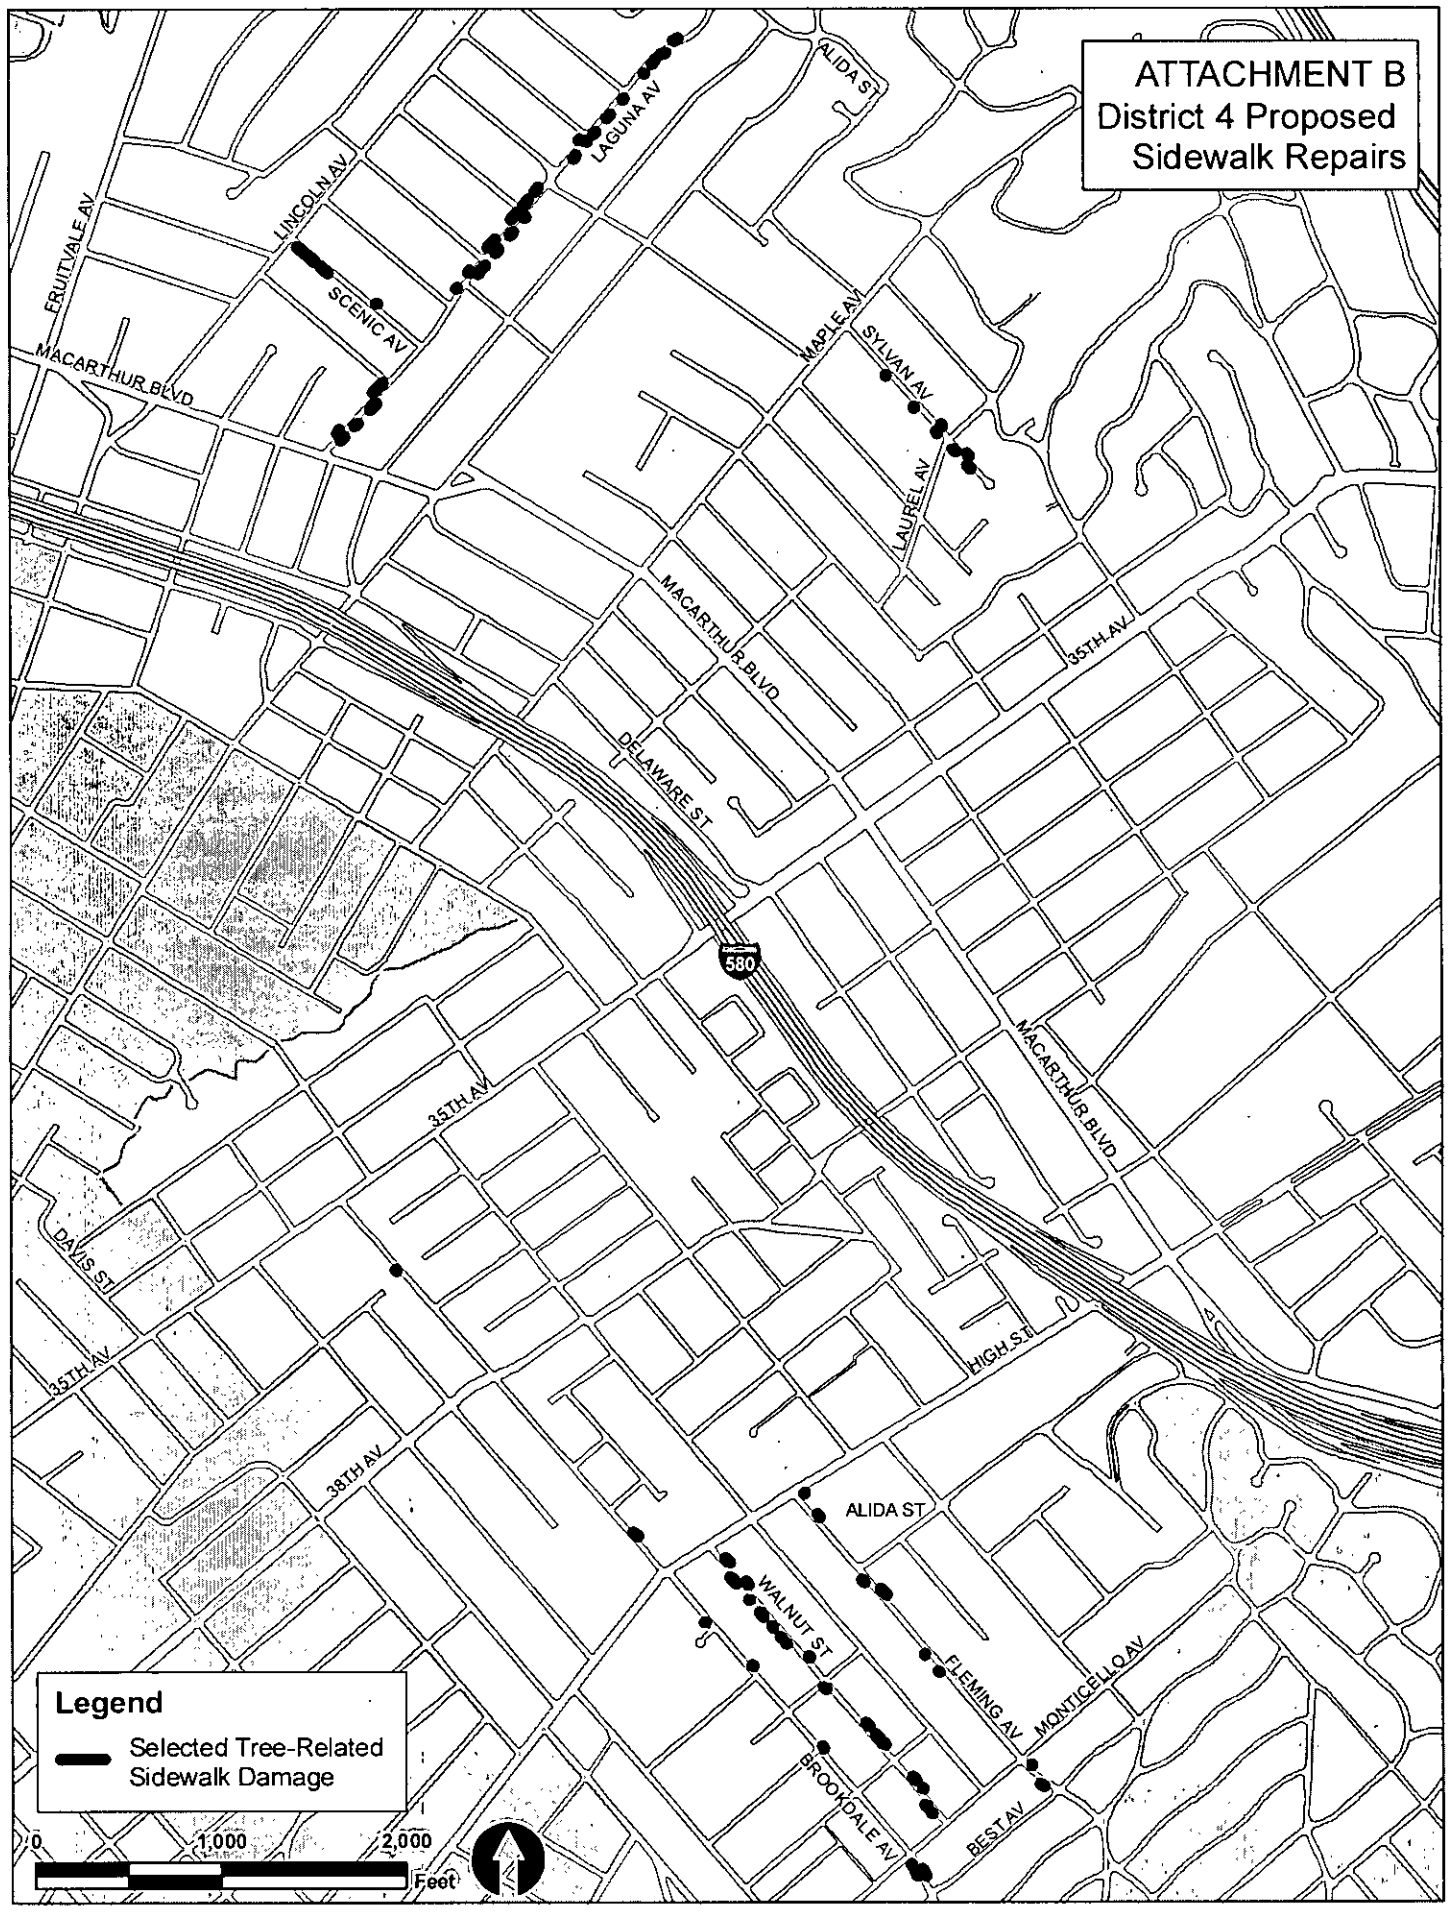 ATTACHMENT B
District 4 Proposed
Sidewalk Repairs
ALIDA ST
LAGUNA AV
LINCOLN AV
FRUITVALE AV
SCENIC AV
MACARTHUR BLVD
MAPLE AV
SYLVAN AV
LAUREL AV
MACARTHUR BLVD
35TH AV
DELAWARE ST
580
MACARTHUR BLVD
35TH AV
DAVIS ST
35TH AV
HIGH ST
38TH AV
ALIDA ST
WALNUT ST
FLEMING AV
MONTICELLO AV
BROOKDALE AV
BEST AV
Legend
Selected Tree-Related
Sidewalk Damage
0 1,000 2,000
Feet